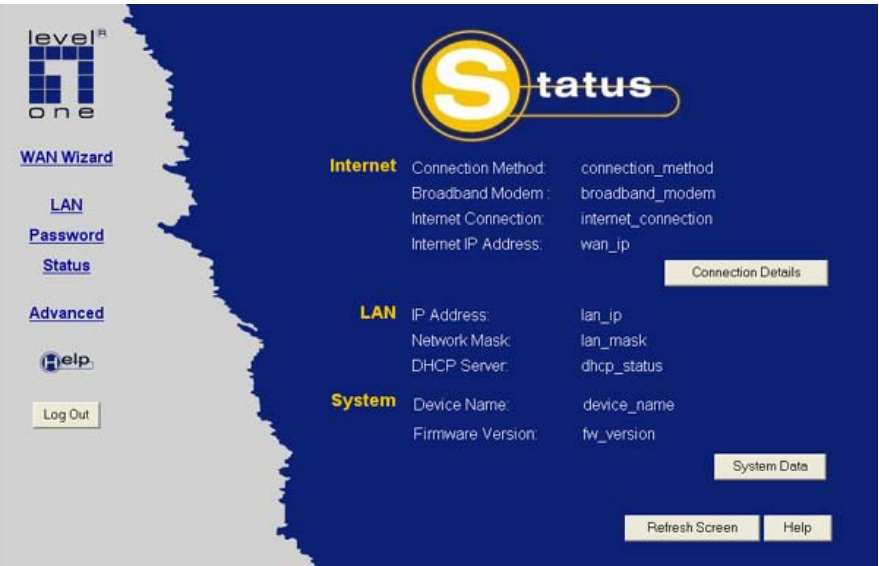 level®
one
WAN Wizard
LAN
Password
Status
Advanced
Help
Log Out
Status
Internet
Connection Method: connection_method
Broadband Modem : broadband_modem
Internet Connection: internet_connection
Internet IP Address: wan_ip
Connection Details
LAN
IP Address: lan_ip
Network Mask: lan_mask
DHCP Server: dhcp_status
System
Device Name: device_name
Firmware Version: fw_version
System Data
Refresh Screen Help